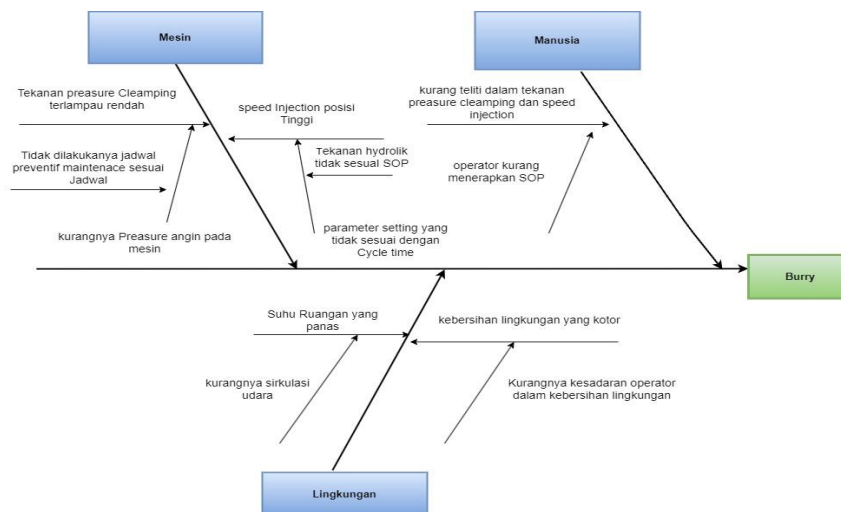 Mesin
Manusia
Tekanan preasure Cleamping
terlampau rendah
speed Injection posisi
Tinggi
kurang teliti dalam tekanan
preasure cleamping dan speed
injection
Tidak dilakukanya jadwal
preventif maintenace sesuai
Jadwal
Tekanan hydrolik
tidak sesuai SOP
operator kurang
menerapkan SOP
kurangnya Preasure angin pada
mesin
parameter setting yang
tidak sesuai dengan
Cycle time
Burry
Suhu Ruangan yang
panas
kebersihan lingkungan yang kotor
kurangnya sirkulasi
udara
Kurangnya kesadaran operator
dalam kebersihan lingkungan
Lingkungan